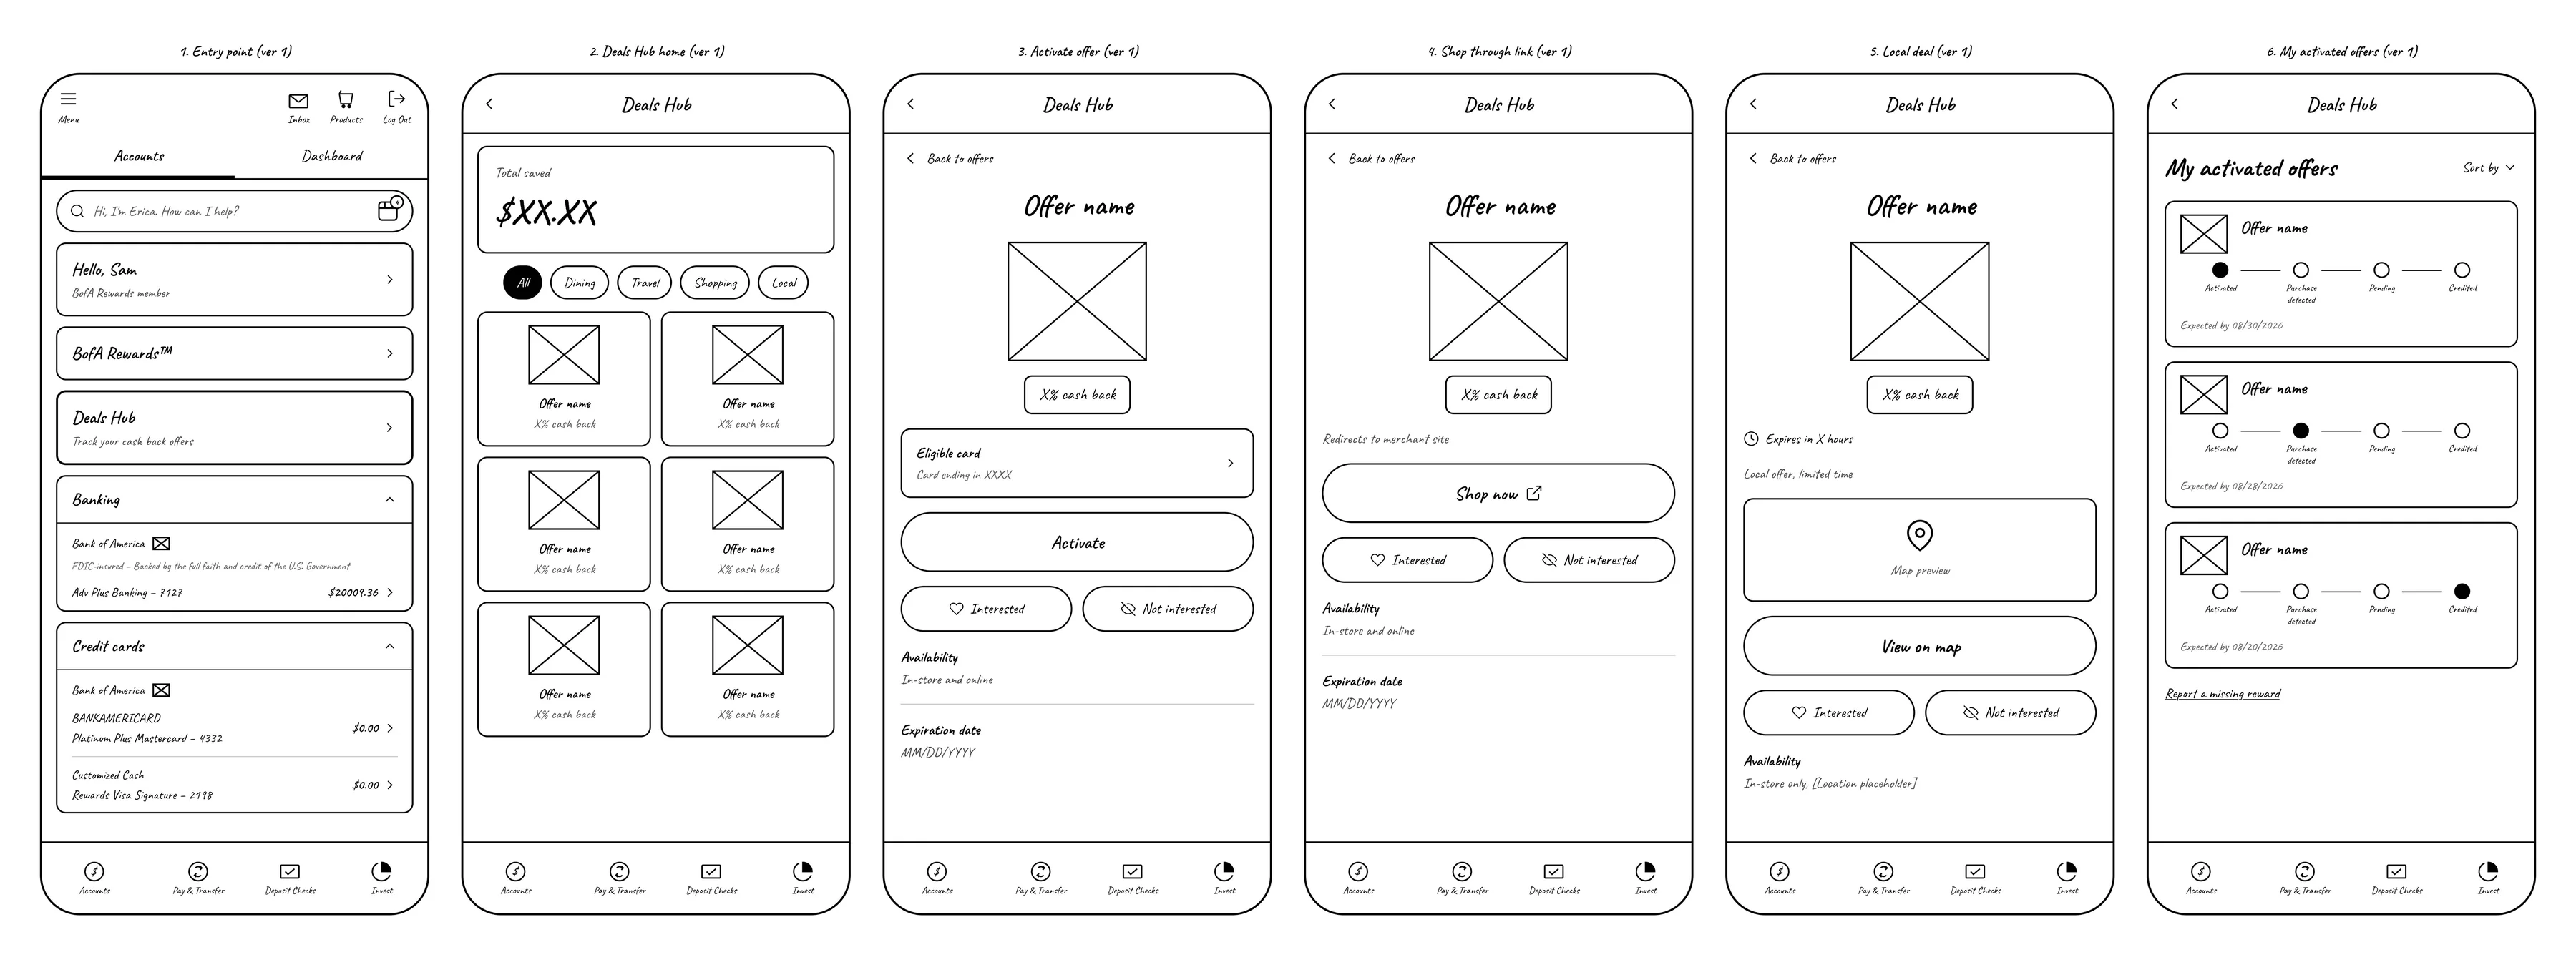 1. Entry point (ver 1)
Menu
Inbox
Products
Log Out
Accounts
Dashboard
Hi, I'm Erica. How can I help?
Hello, Sam
BofA Rewards member
BofA Rewards™
Deals Hub
Track your cash back offers
Banking
Bank of America
FDIC-insured – Backed by the full faith and credit of the U.S. Government
Adv Plus Banking – 7127 $20009.36
Credit cards
Bank of America
BANKAMERICARD
Platinum Plus Mastercard – 4332
$0.00
Customized Cash
Rewards Visa Signature – 2198
$0.00
Accounts
Pay & Transfer
Deposit Checks
Invest
2. Deals Hub home (ver 1)
Deals Hub
Total saved
$XX.XX
All
Dining
Travel
Shopping
Local
Offer name
X% cash back
Offer name
X% cash back
Offer name
X% cash back
Offer name
X% cash back
Offer name
X% cash back
Offer name
X% cash back
Accounts
Pay & Transfer
Deposit Checks
Invest
3. Activate offer (ver 1)
Deals Hub
Back to offers
Offer name
X% cash back
Eligible card
Card ending in XXXX
Activate
Interested
Not interested
Availability
In-store and online
Expiration date
MM/DD/YYYY
Accounts
Pay & Transfer
Deposit Checks
Invest
4. Shop through link (ver 1)
Deals Hub
Back to offers
Offer name
X% cash back
Redirects to merchant site
Shop now
Interested
Not interested
Availability
In-store and online
Expiration date
MM/DD/YYYY
Accounts
Pay & Transfer
Deposit Checks
Invest
5. Local deal (ver 1)
Deals Hub
Back to offers
Offer name
X% cash back
Expires in X hours
Local offer, limited time
Map preview
View on map
Interested
Not interested
Availability
In-store only, [Location placeholder]
Accounts
Pay & Transfer
Deposit Checks
Invest
6. My activated offers (ver 1)
Deals Hub
My activated offers
Sort by
Offer name
Activated
Purchase
detected
Pending
Credited
Expected by 08/30/2026
Offer name
Activated
Purchase
detected
Pending
Credited
Expected by 08/28/2026
Offer name
Activated
Purchase
detected
Pending
Credited
Expected by 08/20/2026
Report a missing reward
Accounts
Pay & Transfer
Deposit Checks
Invest